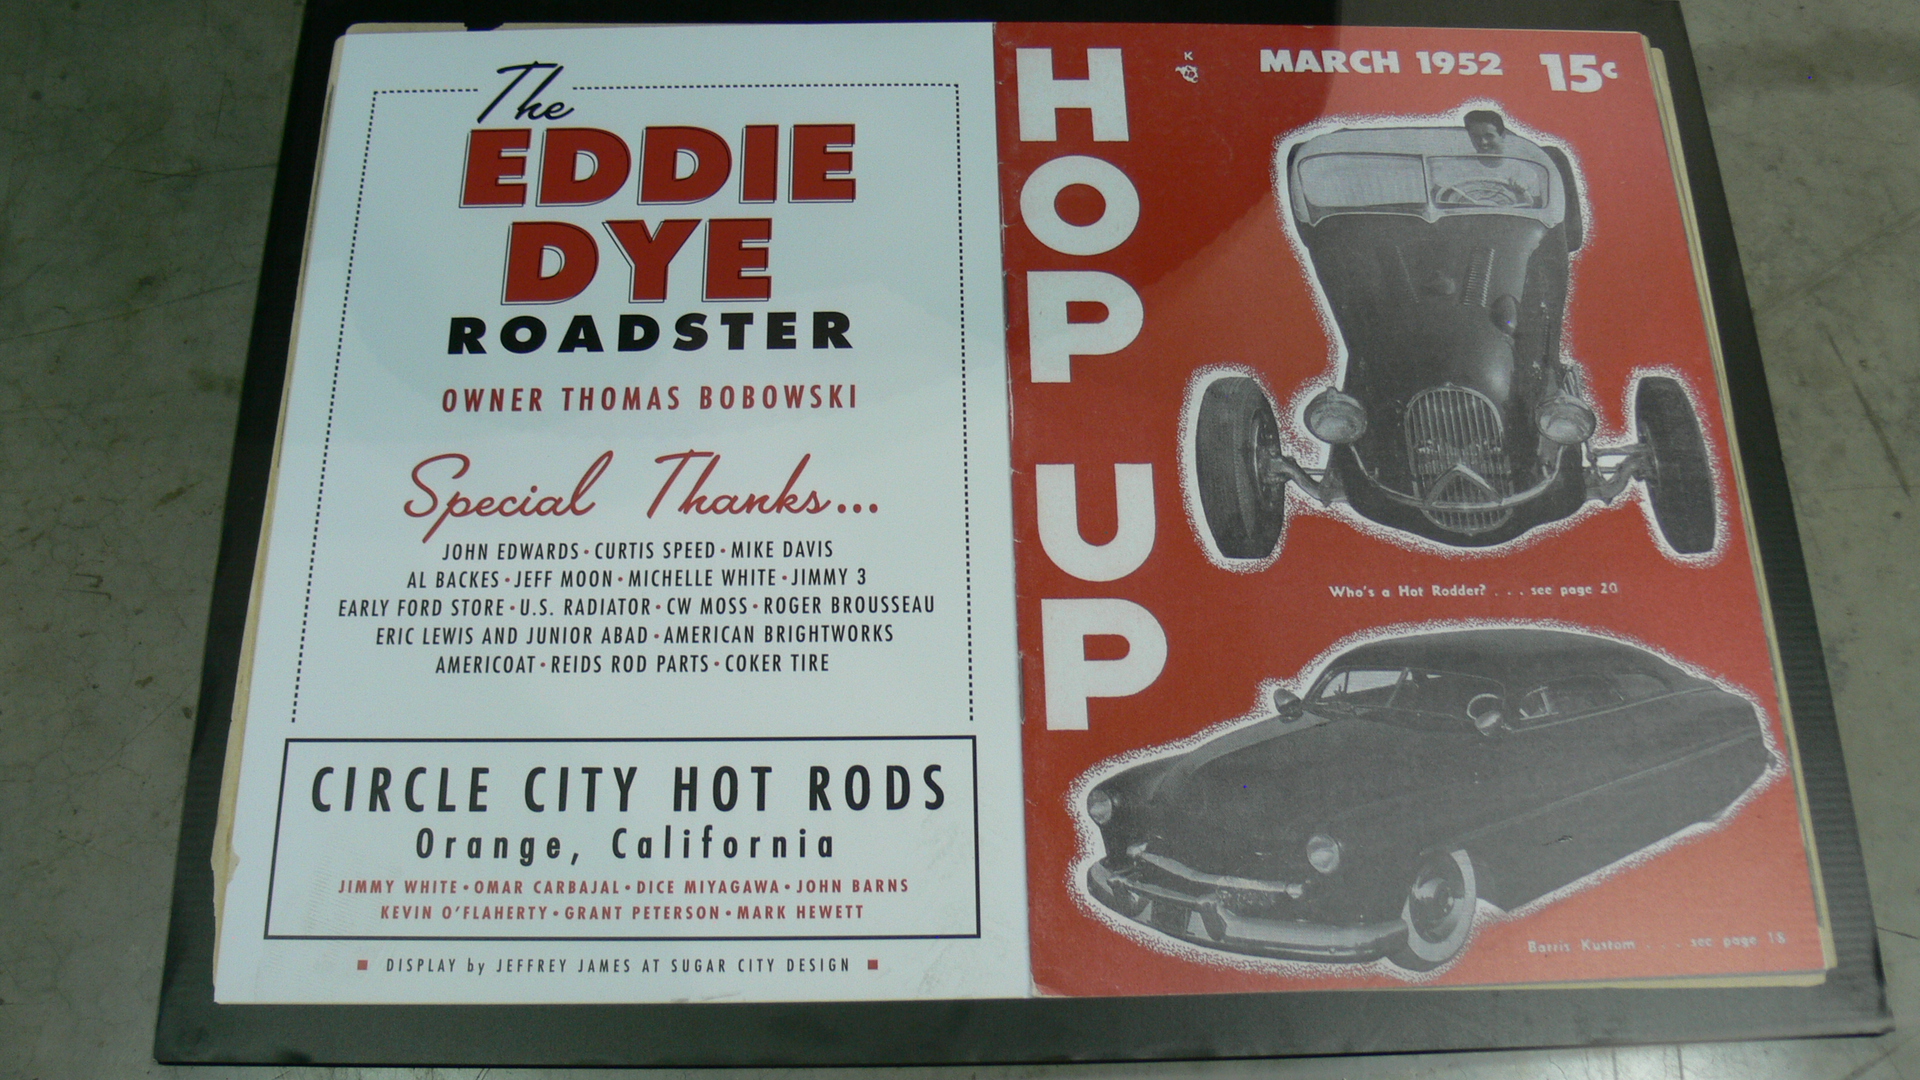 The
EDDIE
DYE
ROADSTER
OWNER THOMAS BOBOWSKI
Special Thanks...
JOHN EDWARDS • CURTIS SPEED • MIKE DAVIS
AL BACKES • JEFF MOON • MICHELLE WHITE • JIMMY 3
EARLY FORD STORE • U.S. RADIATOR • CW MOSS • ROGER BROUSSEAU
ERIC LEWIS AND JUNIOR ABAD • AMERICAN BRIGHTWORKS
AMERICOAT • REIDS ROD PARTS • COKER TIRE
CIRCLE CITY HOT RODS
Orange, California
JIMMY WHITE • OMAR CARBAJAL • DICE MIYAGAWA • JOHN BARNS
KEVIN O'FLAHERTY • GRANT PETERSON • MARK HEWETT
DISPLAY by JEFFREY JAMES AT SUGAR CITY DESIGN
HOP UP
K
MARCH 1952 15¢
Who's a Hot Rodder? . . . see page 20
Barris Kustom . . . see page 18